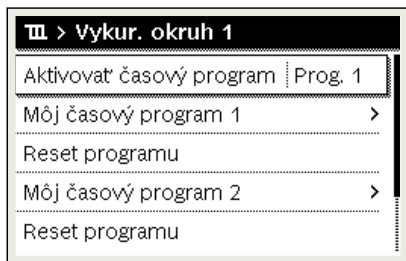 > Vykur. okruh 1
Aktivovať časový program Prog. 1
Môj časový program 1 >
Reset programu
Môj časový program 2 >
Reset programu